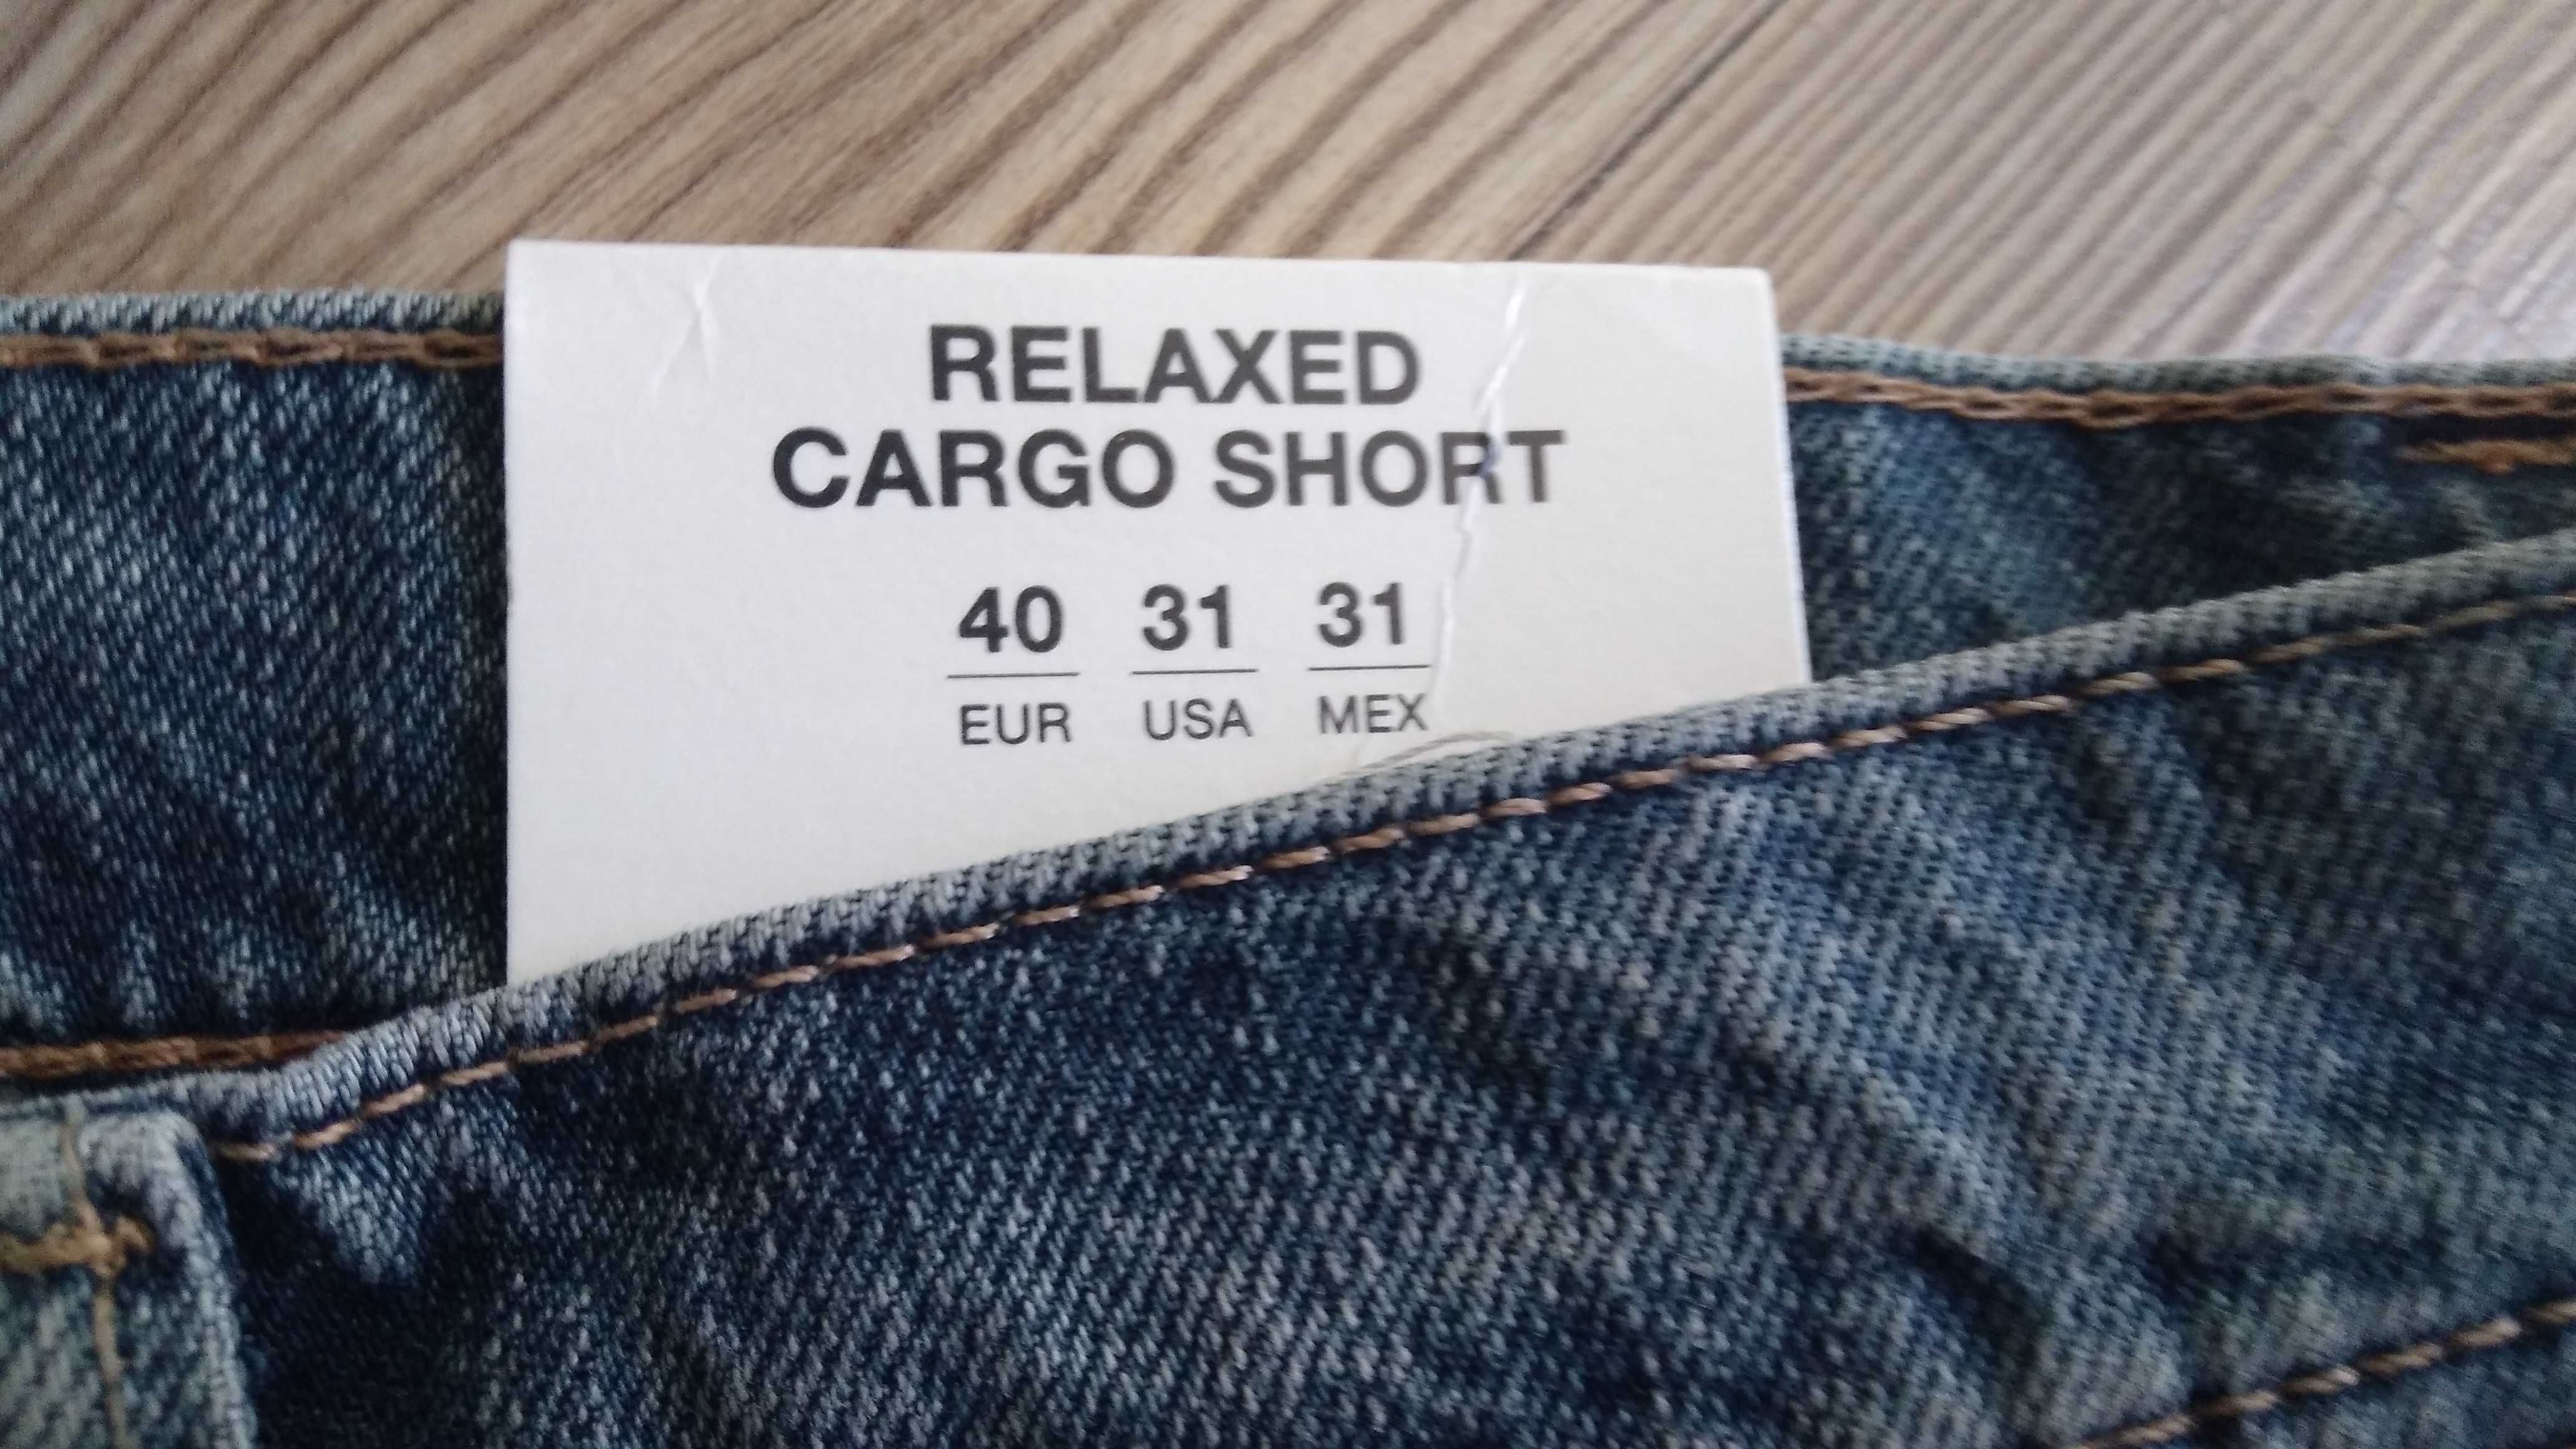 RELAXED
CARGO SHORT
40 31 31
EUR USA MEX